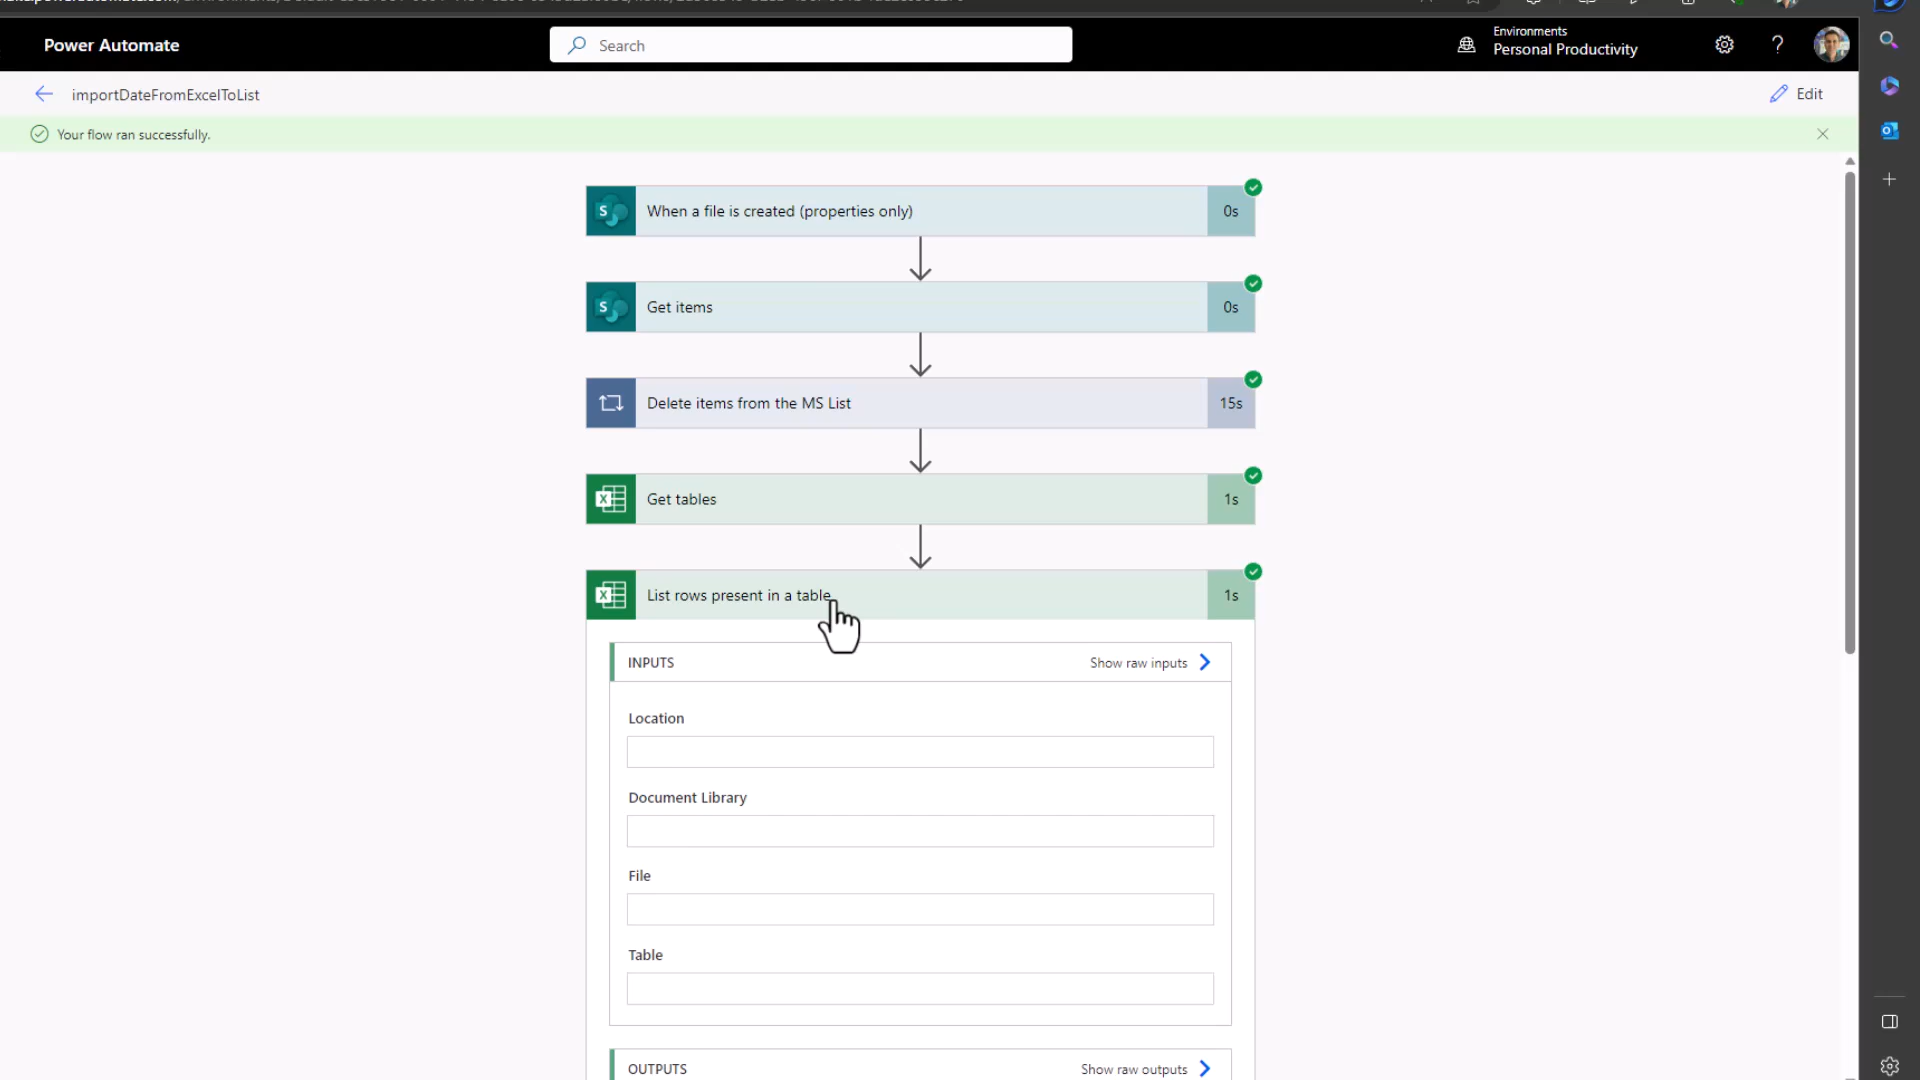 Power Automate
Search
Environments
Personal Productivity
importDateFromExcelToList
Edit
Your flow ran successfully.
When a file is created (properties only)
0s
Get items
0s
Delete items from the MS List
15s
Get tables
1s
List rows present in a table
1s
INPUTS
Show raw inputs
Location
Document Library
File
Table
OUTPUTS
Show raw outputs